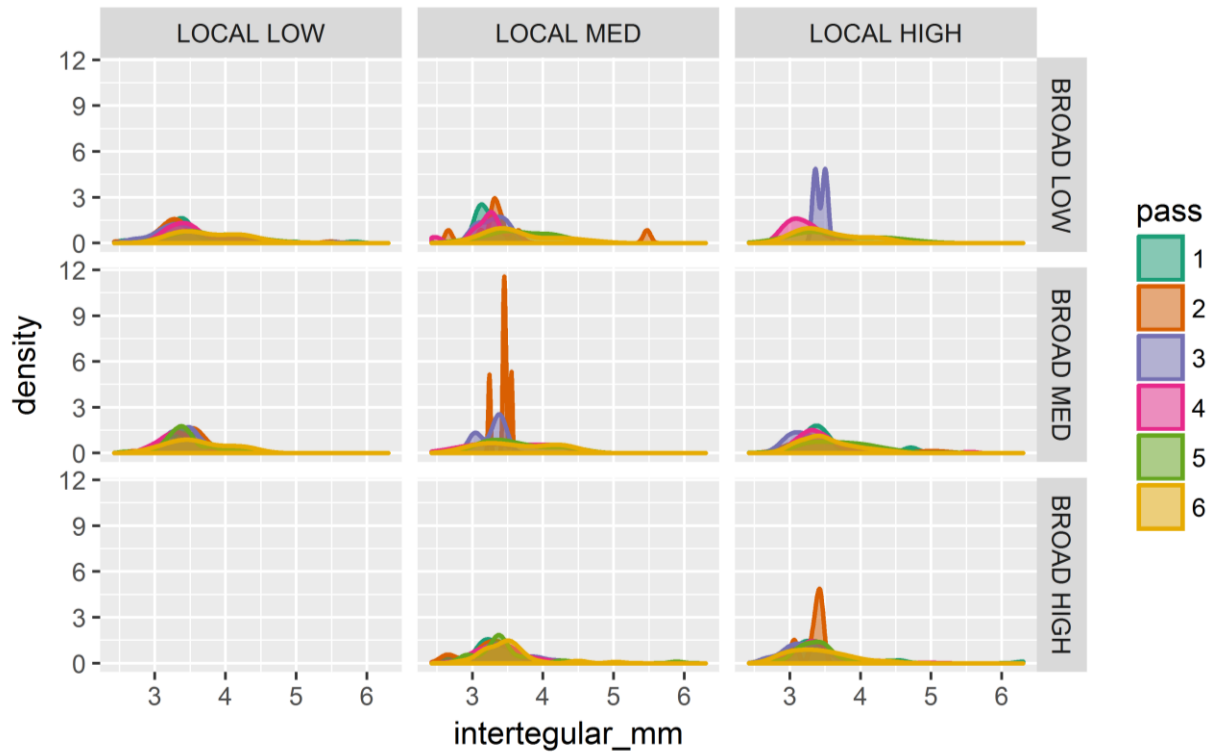 LOCAL LOW LOCAL MED LOCAL HIGH
12
9
6
3
0
BROAD LOW
12
9
6
3
0
BROAD MED
12
9
6
3
0
BROAD HIGH
density
3 4 5 6 3 4 5 6 3 4 5 6
intertegular_mm
pass
1
2
3
4
5
6